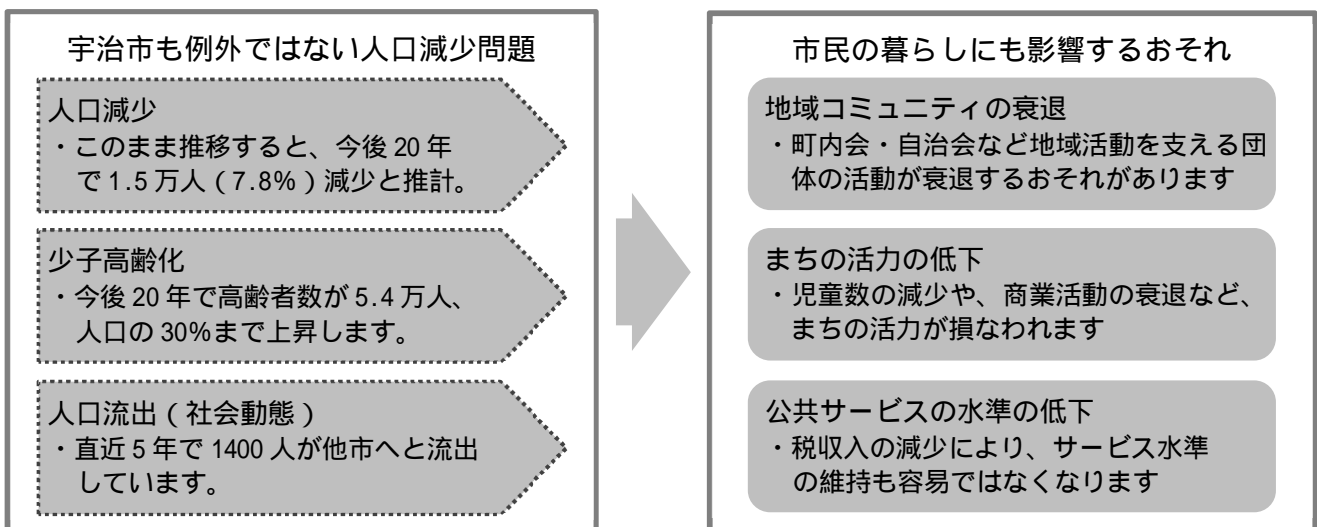 宇治市も例外ではない人口減少問題
人口減少
・このまま推移すると、今後 20 年
で 1.5 万人（7.8%）減少と推計。
少子高齢化
・今後 20 年で高齢者数が 5.4 万人、
人口の 30%まで上昇します。
人口流出（社会動態）
・直近 5 年で 1400 人が他市へと流出
しています。
市民の暮らしにも影響するおそれ
地域コミュニティの衰退
・町内会・自治会など地域活動を支える団
体の活動が衰退するおそれがあります
まちの活力の低下
・児童数の減少や、商業活動の衰退など、
まちの活力が損なわれます
公共サービスの水準の低下
・税収入の減少により、サービス水準
の維持も容易ではなくなります